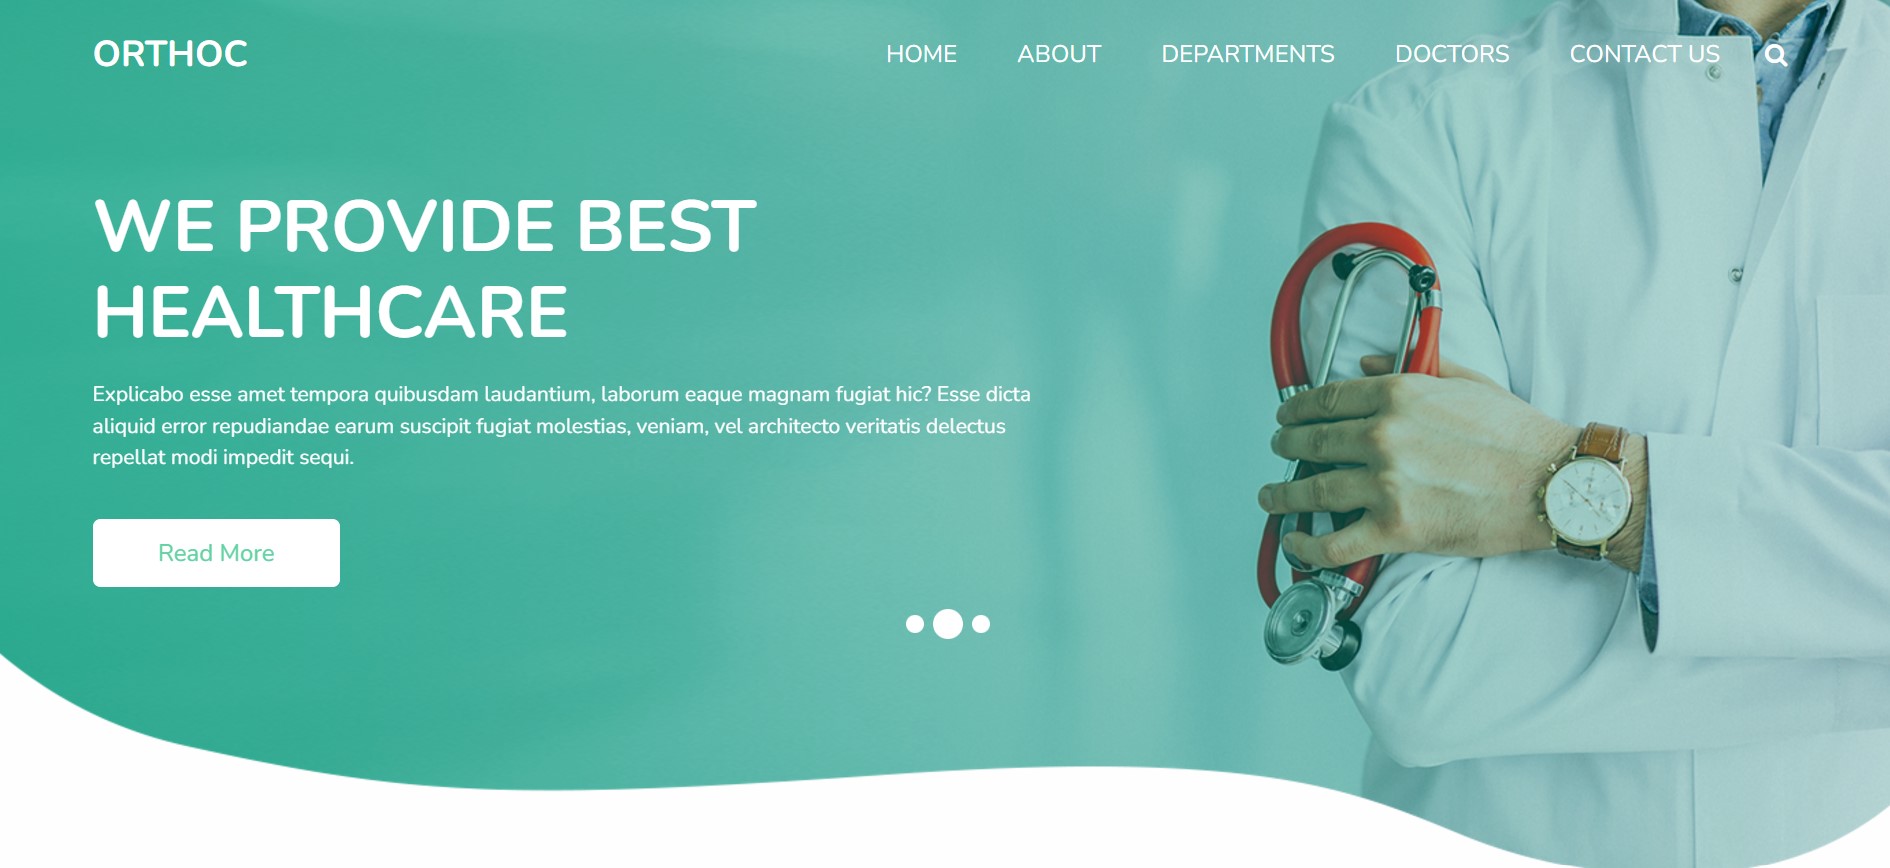 ORTHOC
HOME ABOUT DEPARTMENTS DOCTORS CONTACT US
WE PROVIDE BEST
HEALTHCARE
Explicabo esse amet tempora quibusdam laudantium, laborum eaque magnam fugiat hic? Esse dicta
aliquid error repudiandae earum suscipit fugiat molestias, veniam, vel architecto veritatis delectus
repellat modi impedit sequi.
Read More